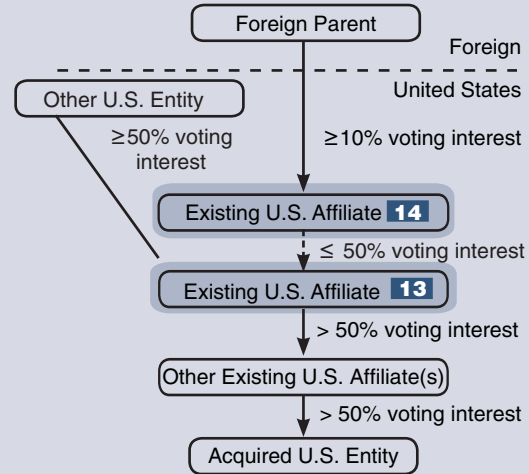 Foreign Parent
Foreign
United States
Other U.S. Entity
≥50% voting
interest
≥10% voting interest
Existing U.S. Affiliate 14
≤ 50% voting interest
Existing U.S. Affiliate 13
> 50% voting interest
Other Existing U.S. Affiliate(s)
> 50% voting interest
Acquired U.S. Entity